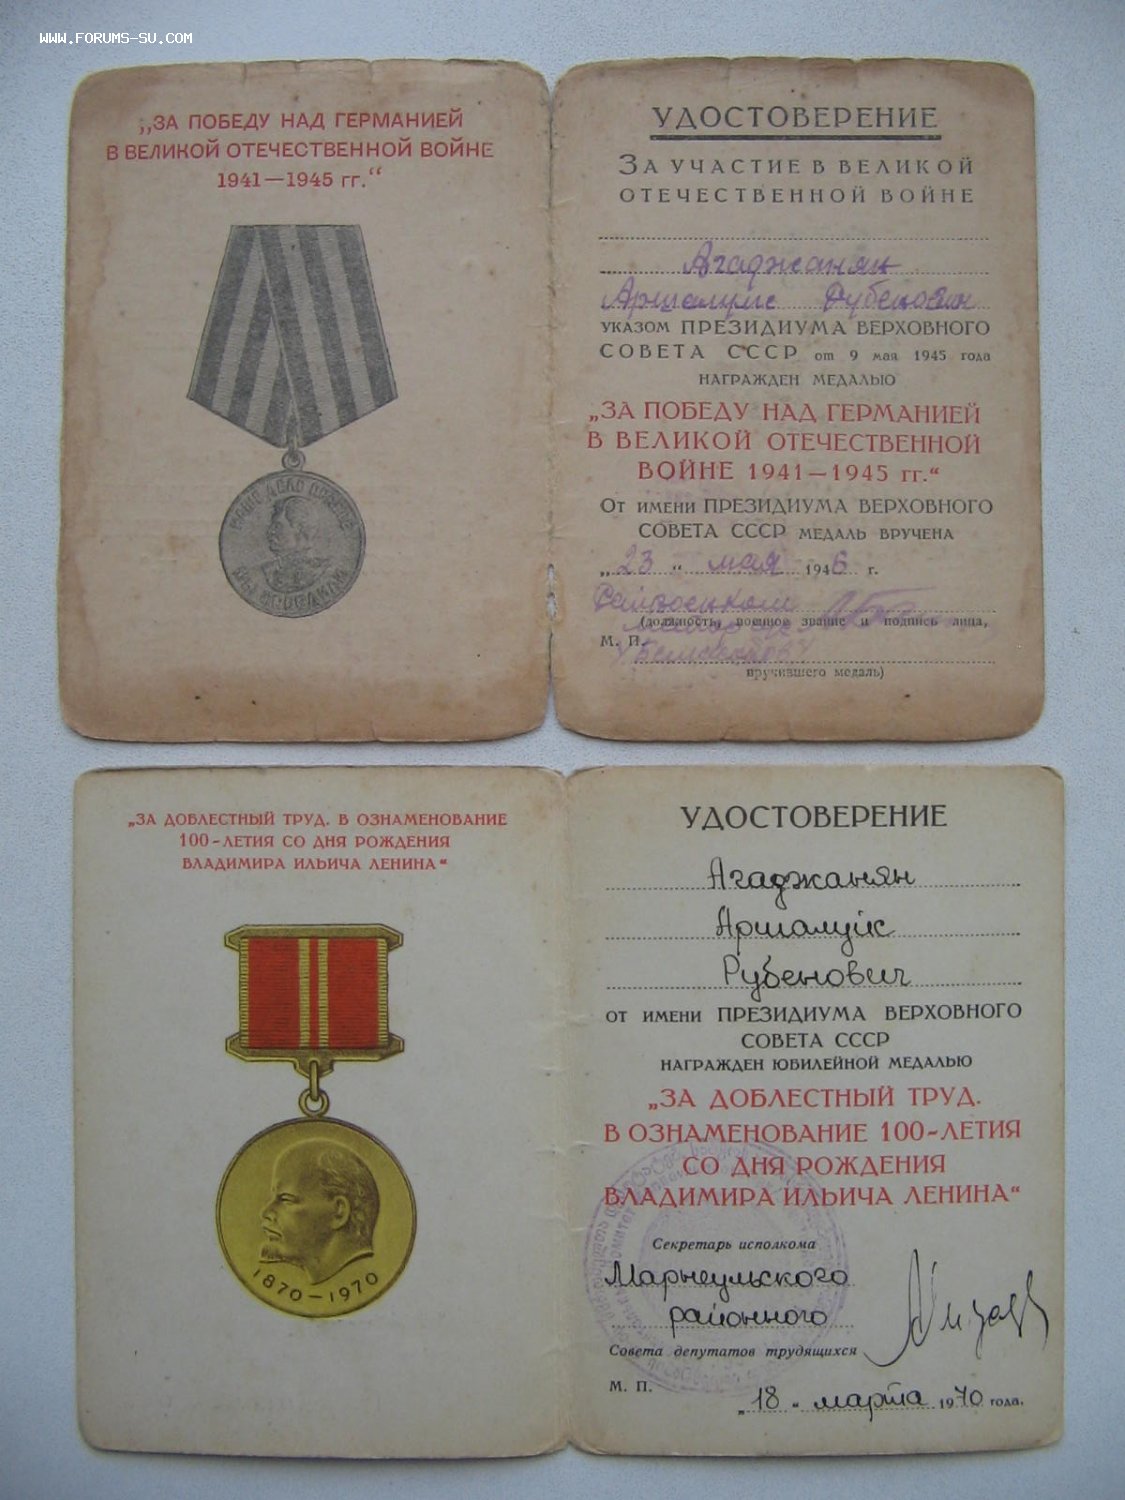 www.forums-su.com
„ЗА ПОБЕДУ НАД ГЕРМАНИЕЙ
В ВЕЛИКОЙ ОТЕЧЕСТВЕННОЙ ВОЙНЕ
1941—1945 гг.“
УДОСТОВЕРЕНИЕ
ЗА УЧАСТИЕ В ВЕЛИКОЙ
ОТЕЧЕСТВЕННОЙ ВОЙНЕ
Агаджанян
УКАЗОМ ПРЕЗИДИУМА ВЕРХОВНОГО
СОВЕТА СССР от 9 мая 1945 года
НАГРАЖДЕН МЕДАЛЬЮ
„ЗА ПОБЕДУ НАД ГЕРМАНИЕЙ
В ВЕЛИКОЙ ОТЕЧЕСТВЕННОЙ
ВОЙНЕ 1941—1945 гг.“
От имени ПРЕЗИДИУМА ВЕРХОВНОГО
СОВЕТА СССР МЕДАЛЬ ВРУЧЕНА
„23“ мая 1946 г.
Райвоенком
(должность, военное звание и подпись лица,
М. П.
вручившего медаль)
„ЗА ДОБЛЕСТНЫЙ ТРУД. В ОЗНАМЕНОВАНИЕ
100-ЛЕТИЯ СО ДНЯ РОЖДЕНИЯ
ВЛАДИМИРА ИЛЬИЧА ЛЕНИНА“
1870–1970
УДОСТОВЕРЕНИЕ
Агаджанян
Аршалуйс
Рубенович
ОТ ИМЕНИ ПРЕЗИДИУМА ВЕРХОВНОГО
СОВЕТА СССР
НАГРАЖДЕН ЮБИЛЕЙНОЙ МЕДАЛЬЮ
„ЗА ДОБЛЕСТНЫЙ ТРУД.
В ОЗНАМЕНОВАНИЕ 100-ЛЕТИЯ
СО ДНЯ РОЖДЕНИЯ
ВЛАДИМИРА ИЛЬИЧА ЛЕНИНА“
Секретарь исполкома
Марнеульского
районного
Совета депутатов трудящихся
М. П.
„18“ марта 1970 года.